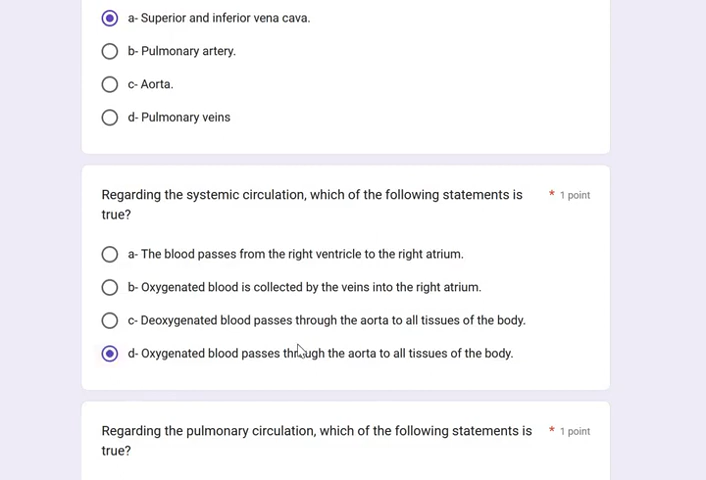 a- Superior and inferior vena cava.
b- Pulmonary artery.
c- Aorta.
d- Pulmonary veins
Regarding the systemic circulation, which of the following statements is * 1 point
true?
a- The blood passes from the right ventricle to the right atrium.
b- Oxygenated blood is collected by the veins into the right atrium.
c- Deoxygenated blood passes through the aorta to all tissues of the body.
d- Oxygenated blood passes through the aorta to all tissues of the body.
Regarding the pulmonary circulation, which of the following statements is * 1 point
true?